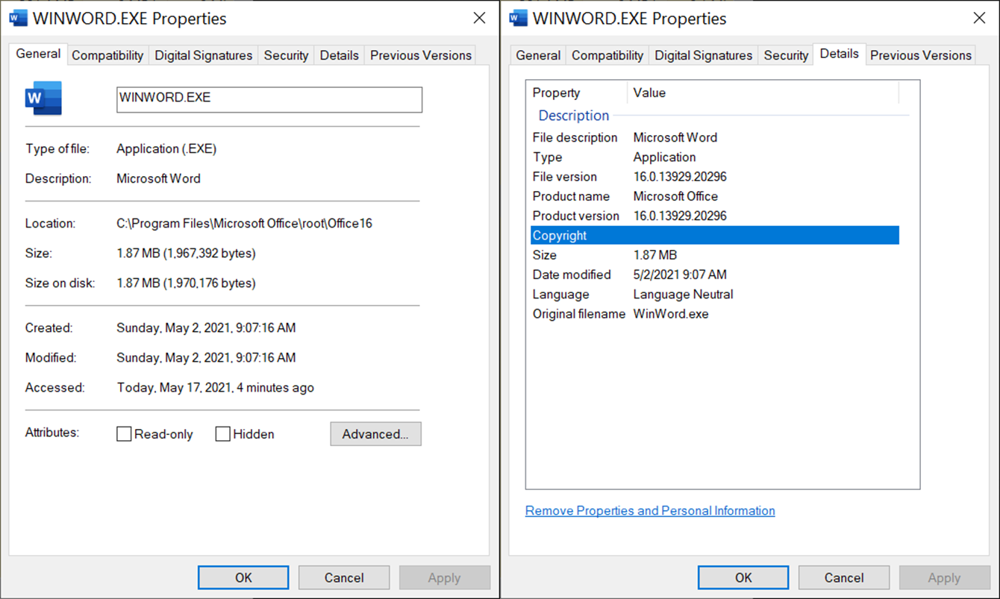 WINWORD.EXE Properties
General Compatibility Digital Signatures Security Details Previous Versions
W
WINWORD.EXE
Type of file: Application (.EXE)
Description: Microsoft Word
Location: C:\Program Files\Microsoft Office\root\Office16
Size: 1.87 MB (1,967,392 bytes)
Size on disk: 1.87 MB (1,970,176 bytes)
Created: Sunday, May 2, 2021, 9:07:16 AM
Modified: Sunday, May 2, 2021, 9:07:16 AM
Accessed: Today, May 17, 2021, 4 minutes ago
Attributes: Read-only Hidden Advanced...
OK Cancel Apply
WINWORD.EXE Properties
General Compatibility Digital Signatures Security Details Previous Versions
Property Value
Description
File description Microsoft Word
Type Application
File version 16.0.13929.20296
Product name Microsoft Office
Product version 16.0.13929.20296
Copyright
Size 1.87 MB
Date modified 5/2/2021 9:07 AM
Language Language Neutral
Original filename WinWord.exe
Remove Properties and Personal Information
OK Cancel Apply